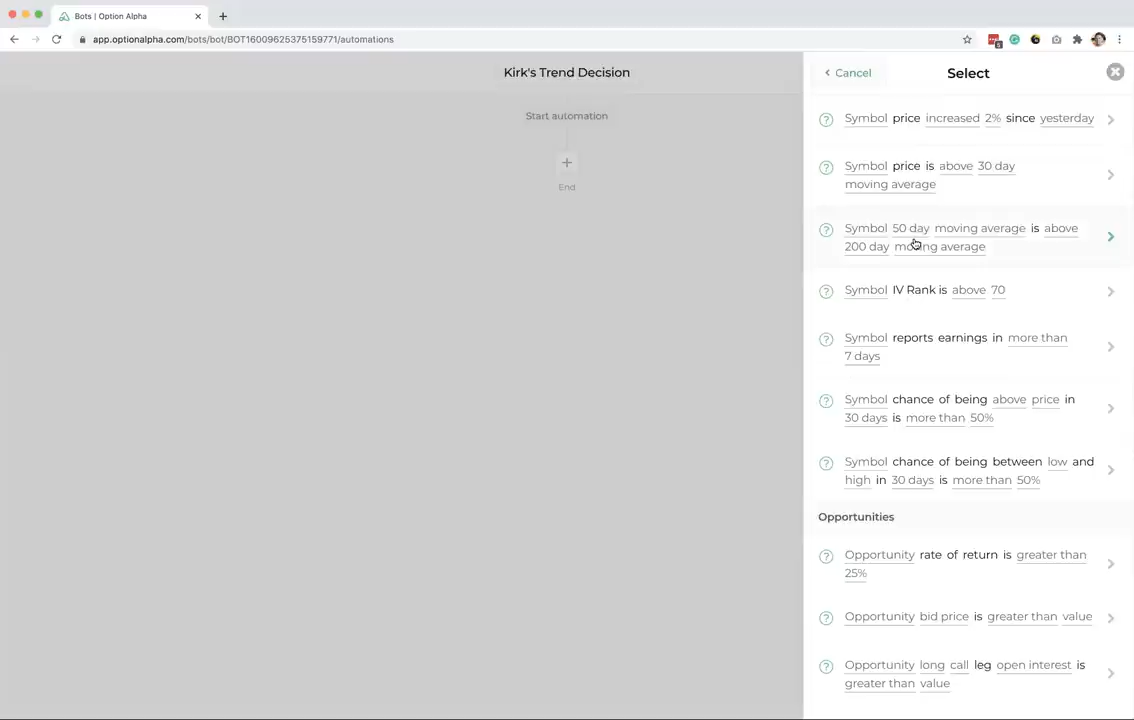 Bots | Option Alpha
app.optionalpha.com/bots/bot/BOT16009625375159771/automations
5
Kirk's Trend Decision
Start automation
End
Cancel
Select
Symbol price increased 2% since yesterday
Symbol price is above 30 day
moving average
Symbol 50 day moving average is above
200 day moving average
Symbol IV Rank is above 70
Symbol reports earnings in more than
7 days
Symbol chance of being above price in
30 days is more than 50%
Symbol chance of being between low and
high in 30 days is more than 50%
Opportunities
Opportunity rate of return is greater than
25%
Opportunity bid price is greater than value
Opportunity long call leg open interest is
greater than value